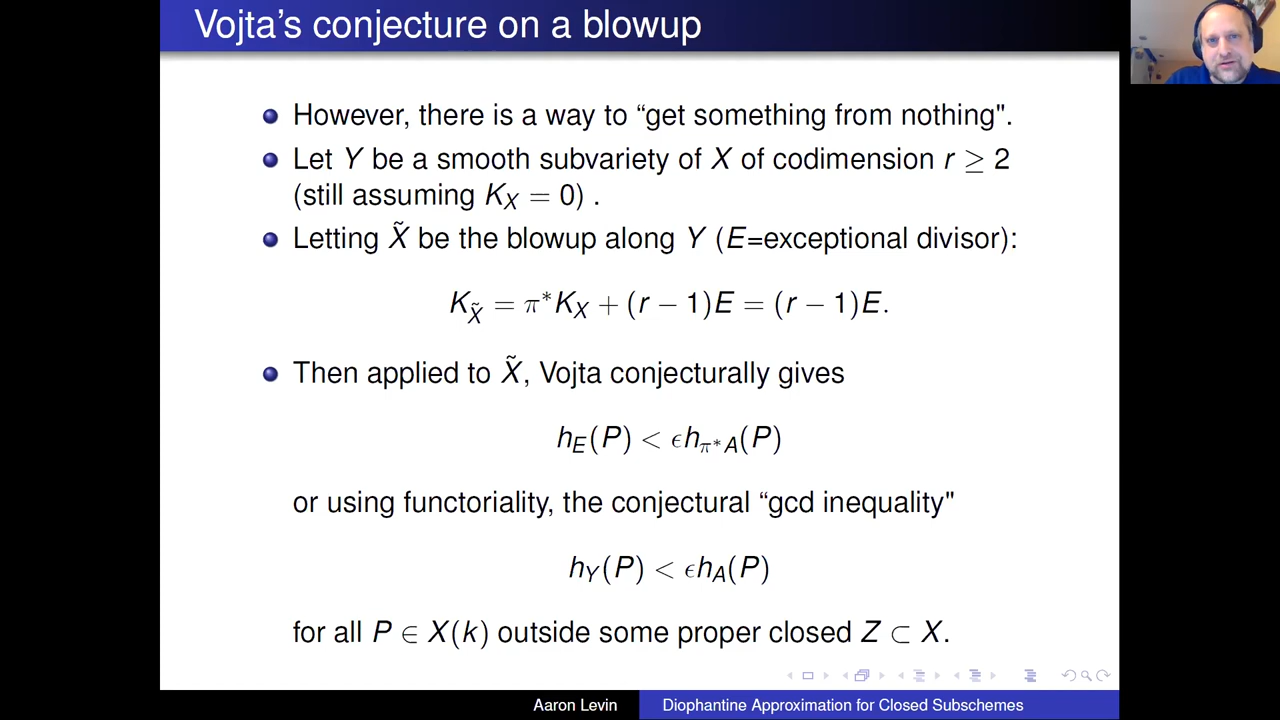 Vojta's conjecture on a blowup
However, there is a way to “get something from nothing".
Let Y be a smooth subvariety of X of codimension r ≥ 2
(still assuming K_X = 0) .
Letting X̃ be the blowup along Y (E=exceptional divisor):
K_X̃ = π*K_X + (r − 1)E = (r − 1)E.
Then applied to X̃, Vojta conjecturally gives
h_E(P) < ϵh_π*A(P)
or using functoriality, the conjectural “gcd inequality"
h_Y(P) < ϵh_A(P)
for all P ∈ X(k) outside some proper closed Z ⊂ X.
Aaron Levin
Diophantine Approximation for Closed Subschemes